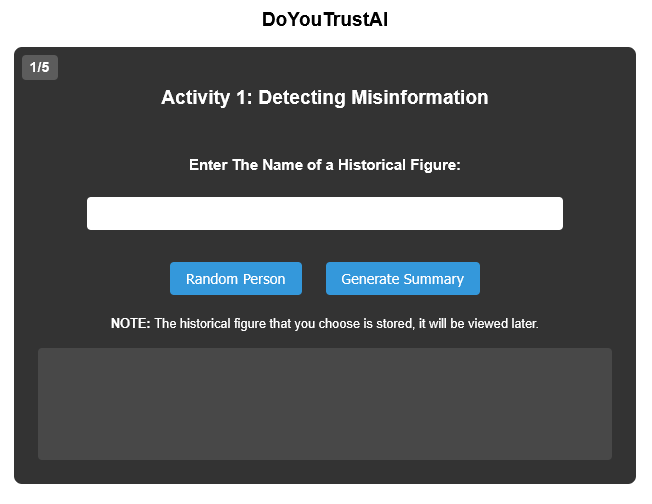 DoYouTrustAI
1/5
Activity 1: Detecting Misinformation
Enter The Name of a Historical Figure:
Random Person
Generate Summary
NOTE: The historical figure that you choose is stored, it will be viewed later.